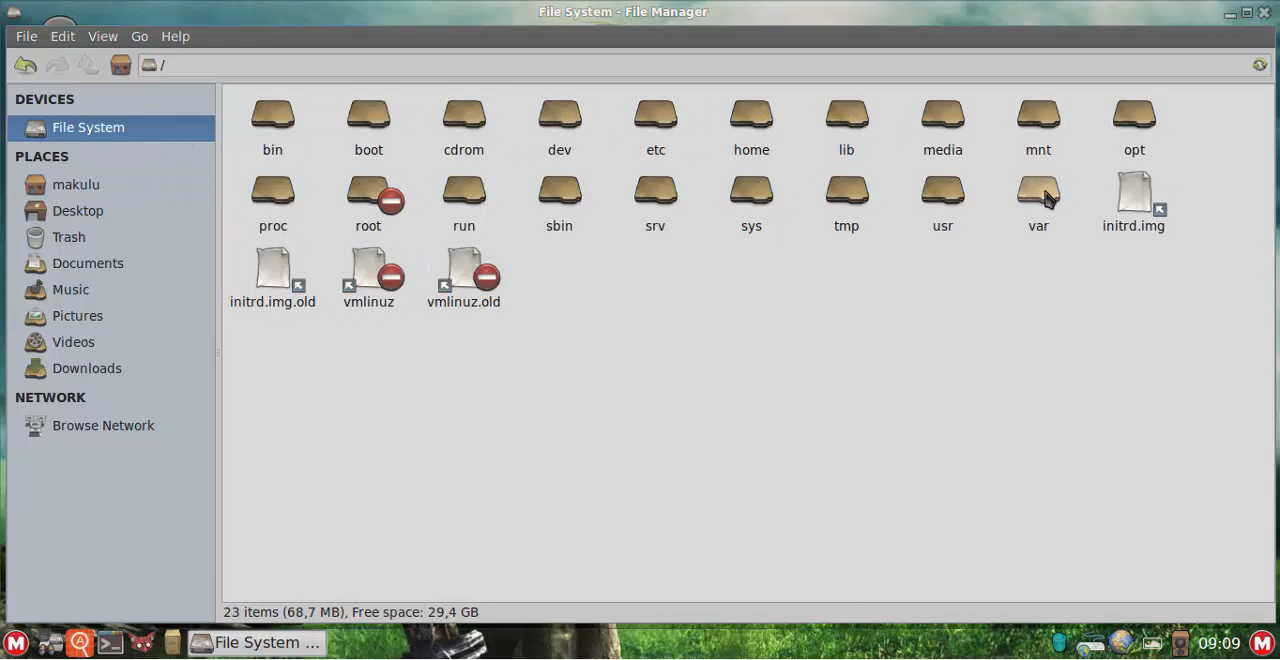 File System - File Manager
File Edit View Go Help
/
DEVICES
File System
PLACES
makulu
Desktop
Trash
Documents
Music
Pictures
Videos
Downloads
NETWORK
Browse Network
bin boot cdrom dev etc home lib media mnt opt
proc root run sbin srv sys tmp usr var initrd.img
initrd.img.old vmlinuz vmlinuz.old
23 items (68,7 MB), Free space: 29,4 GB
M File System ... 09:09 M